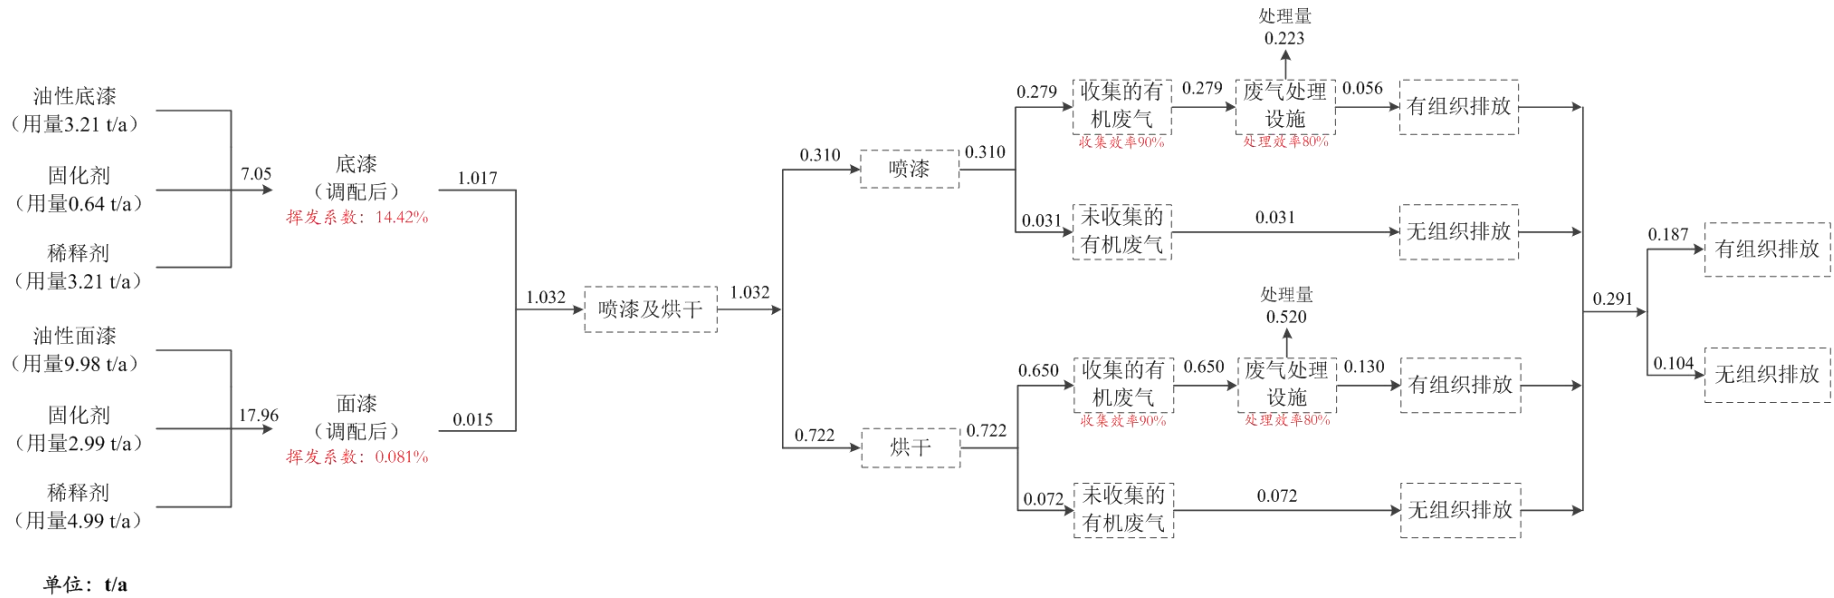 油性底漆
（用量3.21 t/a）
固化剂
（用量0.64 t/a）
稀释剂
（用量3.21 t/a）
油性面漆
（用量9.98 t/a）
固化剂
（用量2.99 t/a）
稀释剂
（用量4.99 t/a）
7.05
17.96
底漆
（调配后）
挥发系数：14.42%
面漆
（调配后）
挥发系数：0.081%
1.017
0.015
1.032
喷漆及烘干
1.032
0.310
喷漆
0.310
0.722
烘干
0.722
0.279
收集的有
机废气
收集效率90%
0.279
处理量
0.223
废气处理
设施
处理效率80%
0.056
有组织排放
0.031
未收集的
有机废气
0.031
无组织排放
0.650
收集的有
机废气
收集效率90%
0.650
处理量
0.520
废气处理
设施
处理效率80%
0.130
有组织排放
0.072
未收集的
有机废气
0.072
无组织排放
0.291
0.187
有组织排放
0.104
无组织排放
单位：t/a